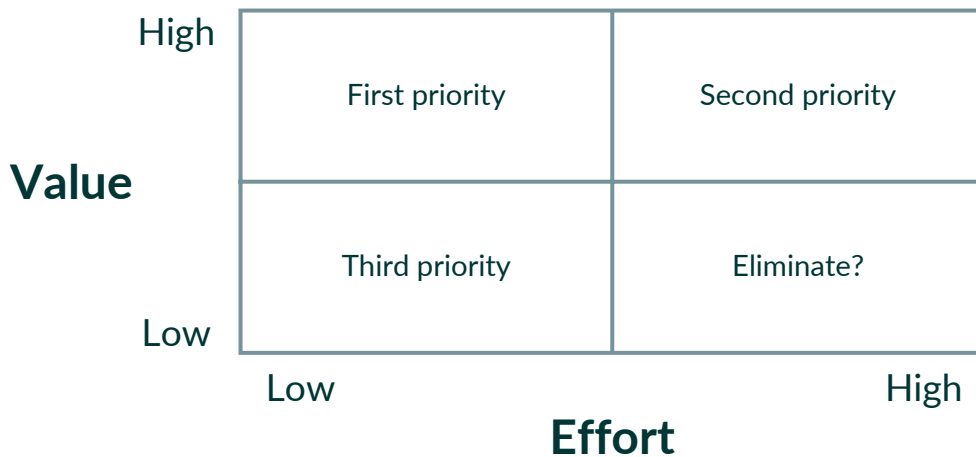 High
First priority
Second priority
Value
Third priority
Eliminate?
Low
Low
High
Effort